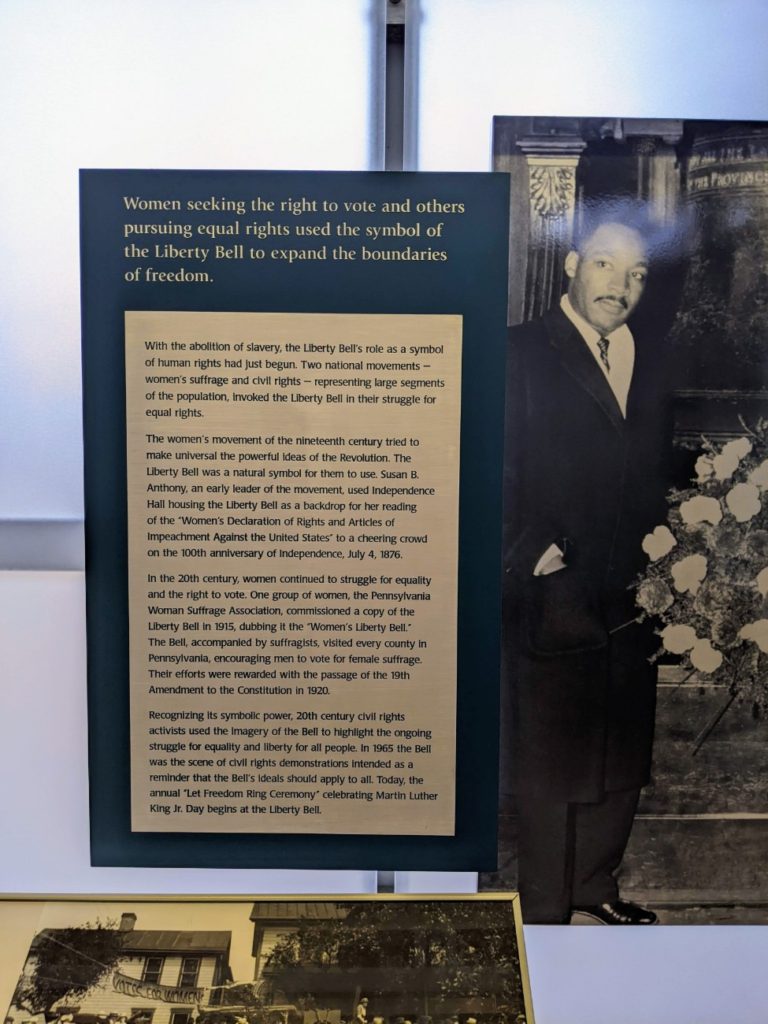 Women seeking the right to vote and others
pursuing equal rights used the symbol of
the Liberty Bell to expand the boundaries
of freedom.
With the abolition of slavery, the Liberty Bell's role as a symbol
of human rights had just begun. Two national movements —
women's suffrage and civil rights — representing large segments
of the population, invoked the Liberty Bell in their struggle for
equal rights.
The women's movement of the nineteenth century tried to
make universal the powerful ideas of the Revolution. The
Liberty Bell was a natural symbol for them to use. Susan B.
Anthony, an early leader of the movement, used Independence
Hall housing the Liberty Bell as a backdrop for her reading
of the "Women's Declaration of Rights and Articles of
Impeachment Against the United States" to a cheering crowd
on the 100th anniversary of Independence, July 4, 1876.
In the 20th century, women continued to struggle for equality
and the right to vote. One group of women, the Pennsylvania
Woman Suffrage Association, commissioned a copy of the
Liberty Bell in 1915, dubbing it the "Women's Liberty Bell."
The Bell, accompanied by suffragists, visited every county in
Pennsylvania, encouraging men to vote for female suffrage.
Their efforts were rewarded with the passage of the 19th
Amendment to the Constitution in 1920.
Recognizing its symbolic power, 20th century civil rights
activists used the imagery of the Bell to highlight the ongoing
struggle for equality and liberty for all people. In 1965 the Bell
was the scene of civil rights demonstrations intended as a
reminder that the Bell's ideals should apply to all. Today, the
annual "Let Freedom Ring Ceremony" celebrating Martin Luther
King Jr. Day begins at the Liberty Bell.
ALL THE
THE PROVINCE
VOTES FOR WOMEN